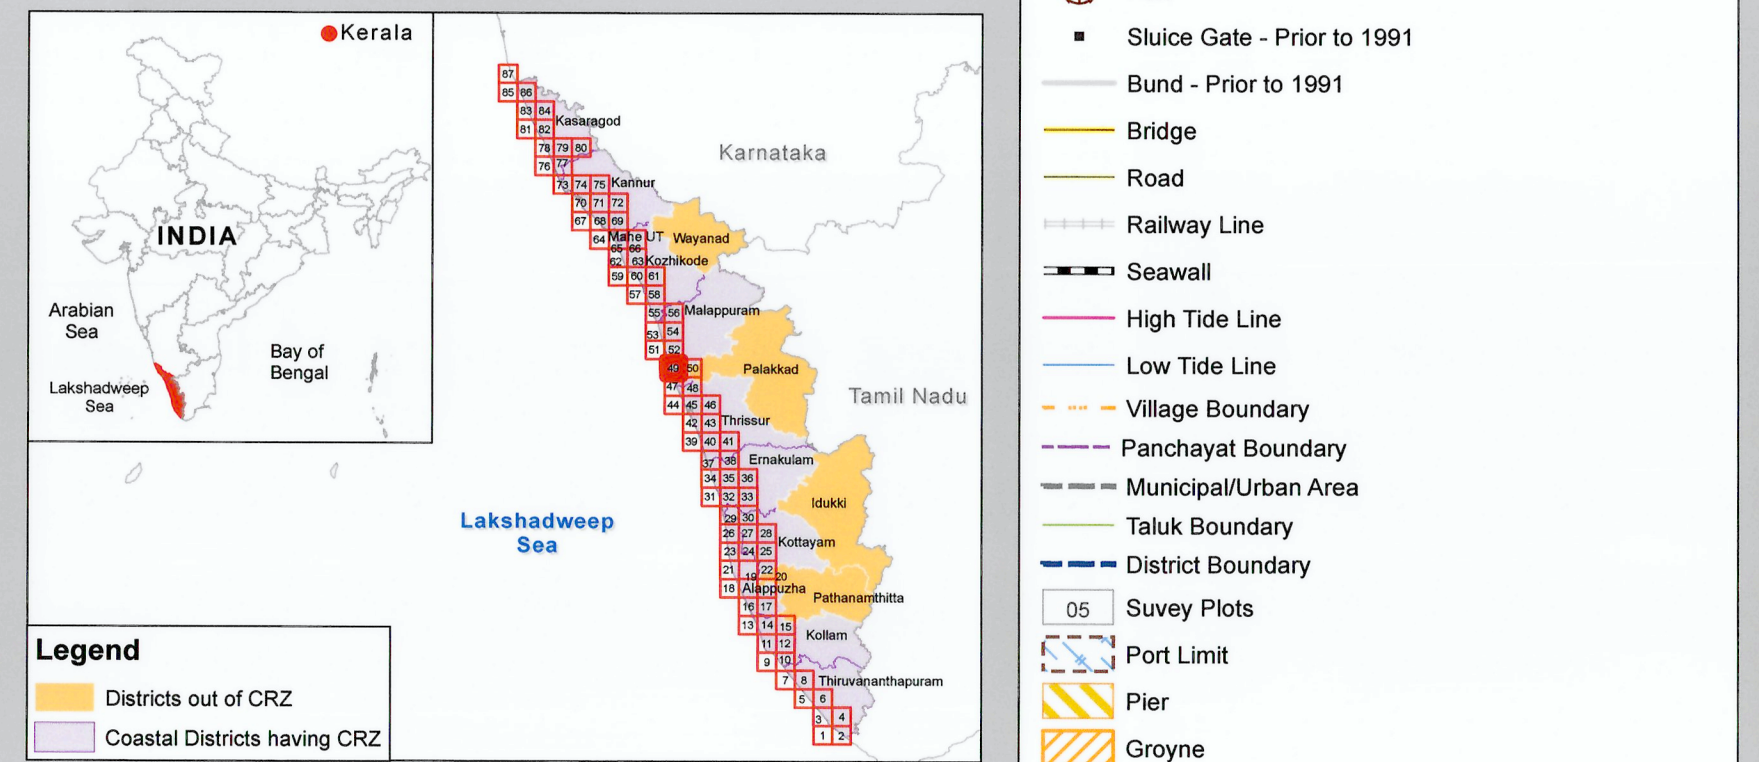 Kerala
INDIA
Arabian
Sea
Bay of
Bengal
Lakshadweep
Sea
87
85 86
83 84
Kasaragod
81 82
78 79 80
Karnataka
76 77
73 74 75 Kannur
70 71 72
67 68 69
64 Mahe UT Wayanad
65 66
62 63 Kozhikode
59 60 61
57 58
55 56 Malappuram
53 54
51 52
49 50 Palakkad
47 48
Tamil Nadu
44 45 46
42 43 Thrissur
39 40 41
37 38 Ernakulam
34 35 36
31 32 33 Idukki
29 30
Lakshadweep
Sea
26 27 28
Kottayam
23 24 25
21 22
19 20
18 Alappuzha
Pathanamthitta
16 17
13 14 15
Kollam
11 12
9 10
7 8 Thiruvananthapuram
5 6
3 4
1 2
Legend
Districts out of CRZ
Coastal Districts having CRZ
Sluice Gate - Prior to 1991
Bund - Prior to 1991
Bridge
Road
Railway Line
Seawall
High Tide Line
Low Tide Line
Village Boundary
Panchayat Boundary
Municipal/Urban Area
Taluk Boundary
District Boundary
05 Suvey Plots
Port Limit
Pier
Groyne